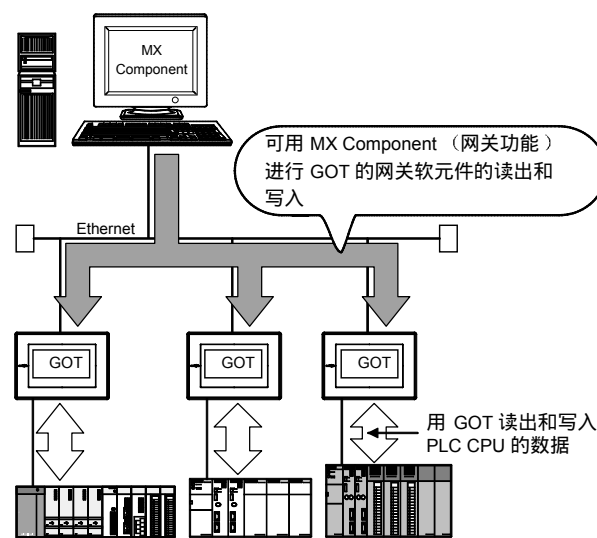 MX
Component
可用 MX Component （网关功能）
进行 GOT 的网关软元件的读出和
写入
Ethernet
GOT
GOT
GOT
用 GOT 读出和写入
PLC CPU 的数据